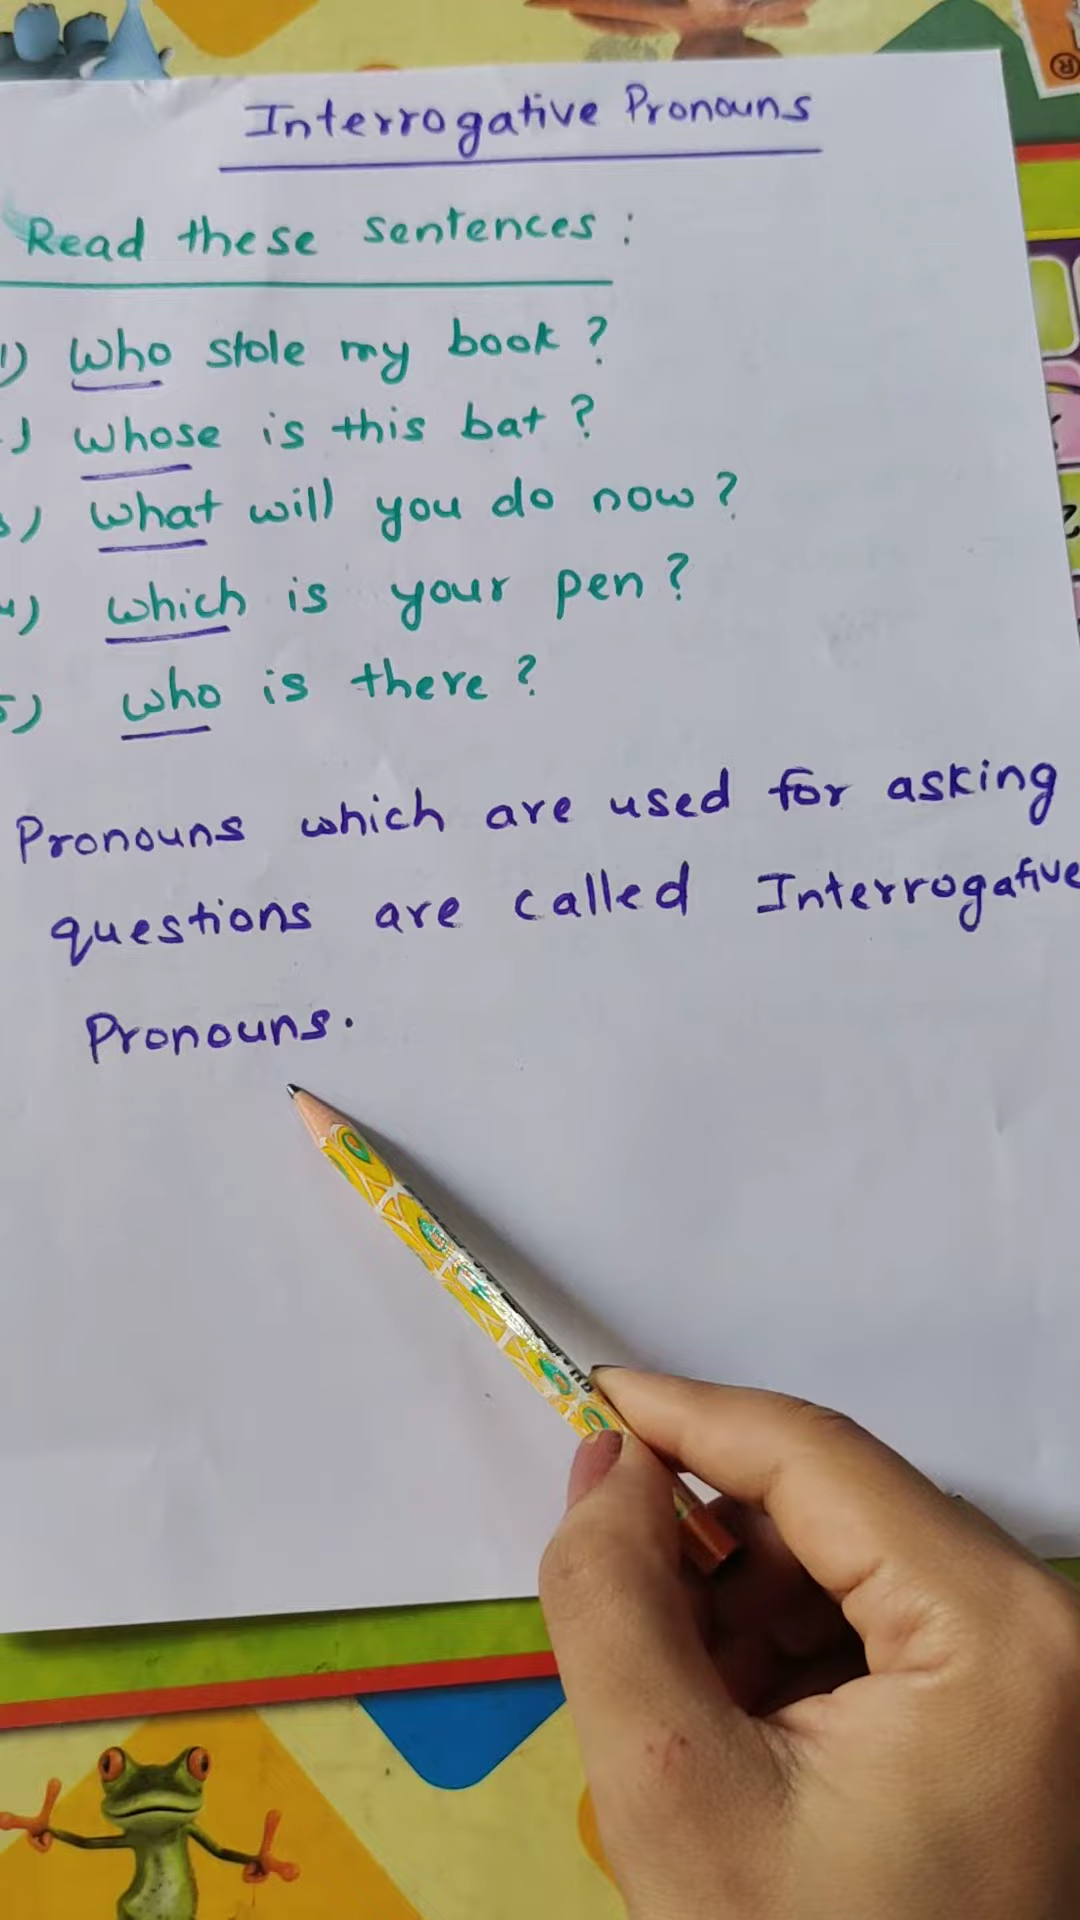 Interrogative Pronouns
Read these sentences :
1) Who stole my book ?
) whose is this bat ?
3) what will you do now ?
4) which is your pen ?
5) who is there ?
Pronouns which are used for asking
questions are called Interrogative
Pronouns.
®